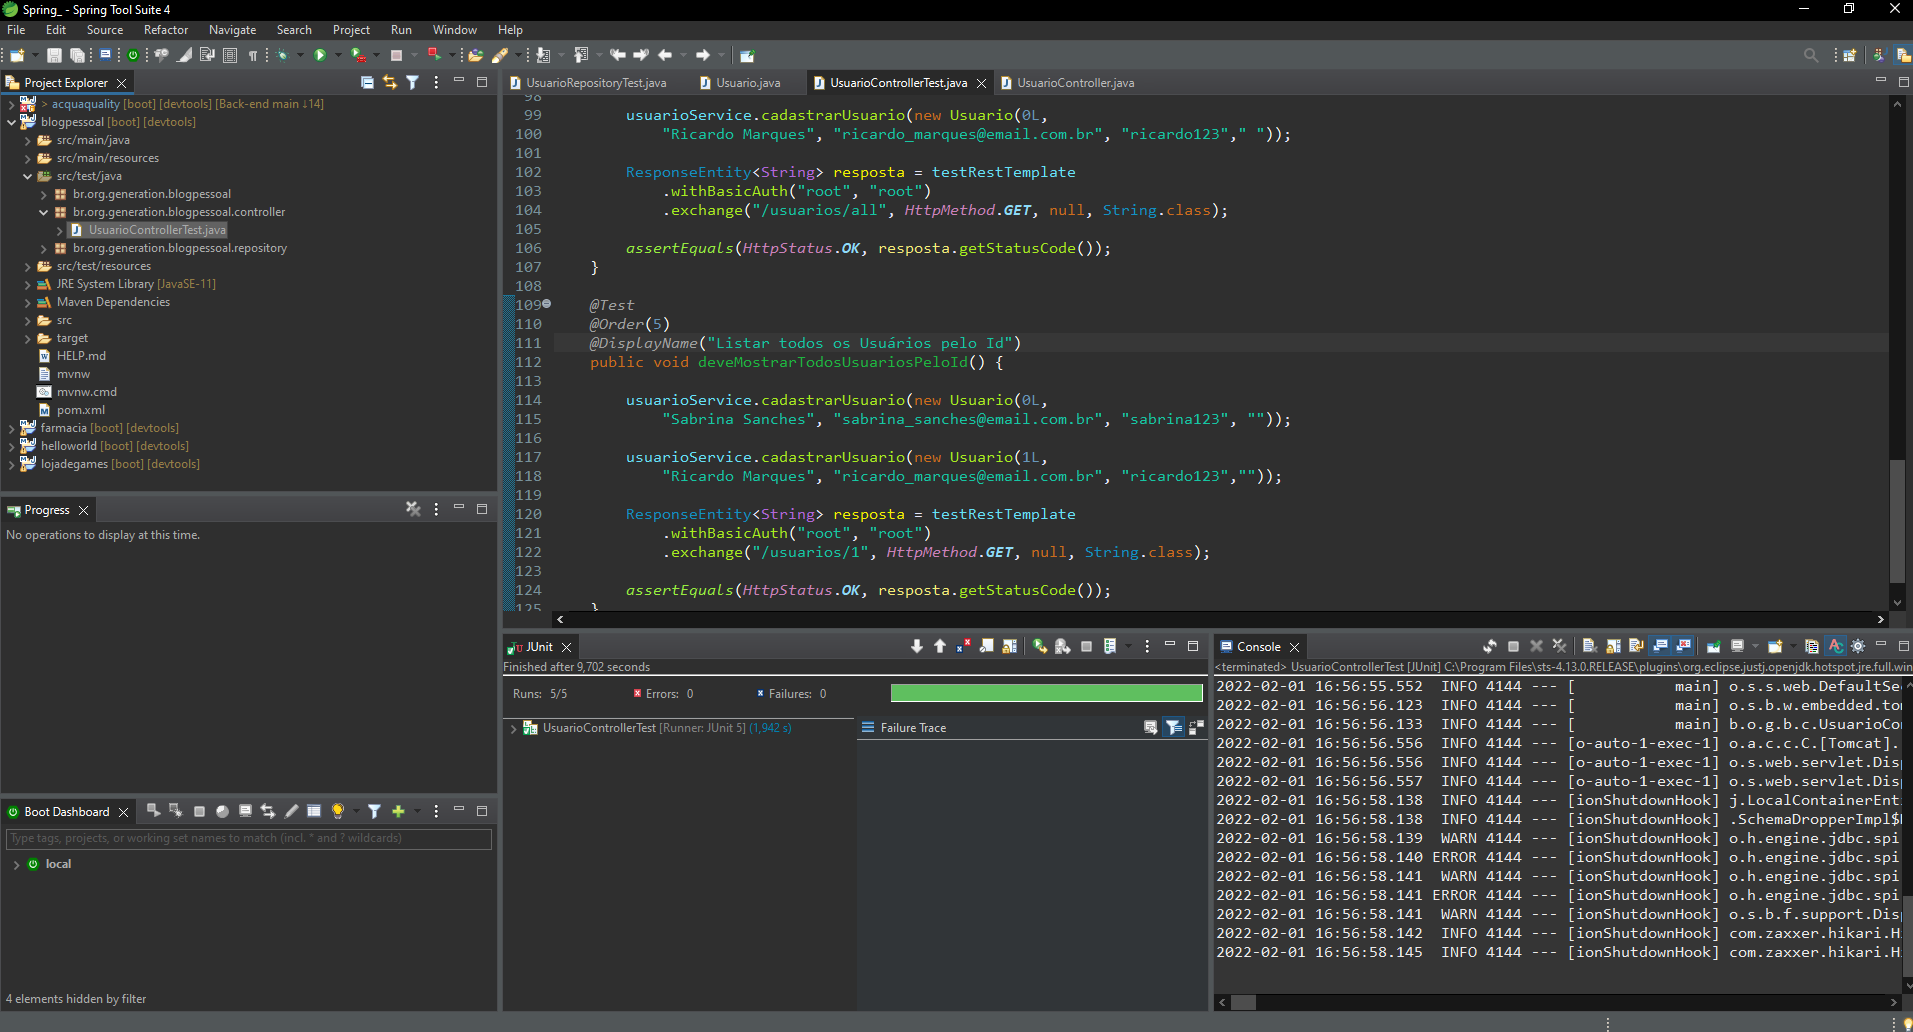 Spring_ - Spring Tool Suite 4
File Edit Source Refactor Navigate Search Project Run Window Help
Project Explorer
> acquaquality [boot] [devtools] [Back-end main ↓14]
blogpessoal [boot] [devtools]
src/main/java
src/main/resources
src/test/java
br.org.generation.blogpessoal
br.org.generation.blogpessoal.controller
UsuarioControllerTest.java
br.org.generation.blogpessoal.repository
src/test/resources
JRE System Library [JavaSE-11]
Maven Dependencies
src
target
HELP.md
mvnw
mvnw.cmd
pom.xml
farmacia [boot] [devtools]
helloworld [boot] [devtools]
lojadegames [boot] [devtools]
Progress
No operations to display at this time.
Boot Dashboard
Type tags, projects, or working set names to match (incl. * and ? wildcards)
local
4 elements hidden by filter
UsuarioRepositoryTest.java Usuario.java UsuarioControllerTest.java UsuarioController.java
98
99 usuarioService.cadastrarUsuario(new Usuario(0L,
100 "Ricardo Marques", "ricardo_marques@email.com.br", "ricardo123"," "));
101
102 ResponseEntity<String> resposta = testRestTemplate
103 .withBasicAuth("root", "root")
104 .exchange("/usuarios/all", HttpMethod.GET, null, String.class);
105
106 assertEquals(HttpStatus.OK, resposta.getStatusCode());
107 }
108
109 @Test
110 @Order(5)
111 @DisplayName("Listar todos os Usuários pelo Id")
112 public void deveMostrarTodosUsuariosPeloId() {
113
114 usuarioService.cadastrarUsuario(new Usuario(0L,
115 "Sabrina Sanches", "sabrina_sanches@email.com.br", "sabrina123", ""));
116
117 usuarioService.cadastrarUsuario(new Usuario(1L,
118 "Ricardo Marques", "ricardo_marques@email.com.br", "ricardo123",""));
119
120 ResponseEntity<String> resposta = testRestTemplate
121 .withBasicAuth("root", "root")
122 .exchange("/usuarios/1", HttpMethod.GET, null, String.class);
123
124 assertEquals(HttpStatus.OK, resposta.getStatusCode());
125 }
JUnit
Finished after 9,702 seconds
Runs: 5/5 Errors: 0 Failures: 0
UsuarioControllerTest [Runner: JUnit 5] (1,942 s)
Failure Trace
Console
<terminated> UsuarioControllerTest [JUnit] C:\Program Files\sts-4.13.0.RELEASE\plugins\org.eclipse.justj.openjdk.hotspot.jre.full.win
2022-02-01 16:56:55.552 INFO 4144 --- [ main] o.s.s.web.DefaultSe
2022-02-01 16:56:56.123 INFO 4144 --- [ main] o.s.b.w.embedded.to
2022-02-01 16:56:56.133 INFO 4144 --- [ main] b.o.g.b.c.UsuarioCo
2022-02-01 16:56:56.556 INFO 4144 --- [o-auto-1-exec-1] o.a.c.c.C.[Tomcat].
2022-02-01 16:56:56.556 INFO 4144 --- [o-auto-1-exec-1] o.s.web.servlet.Dis
2022-02-01 16:56:56.557 INFO 4144 --- [o-auto-1-exec-1] o.s.web.servlet.Dis
2022-02-01 16:56:58.138 INFO 4144 --- [ionShutdownHook] j.LocalContainerEnt
2022-02-01 16:56:58.138 INFO 4144 --- [ionShutdownHook] .SchemaDropperImpl$
2022-02-01 16:56:58.139 WARN 4144 --- [ionShutdownHook] o.h.engine.jdbc.spi
2022-02-01 16:56:58.140 ERROR 4144 --- [ionShutdownHook] o.h.engine.jdbc.spi
2022-02-01 16:56:58.141 WARN 4144 --- [ionShutdownHook] o.h.engine.jdbc.spi
2022-02-01 16:56:58.141 ERROR 4144 --- [ionShutdownHook] o.h.engine.jdbc.spi
2022-02-01 16:56:58.141 WARN 4144 --- [ionShutdownHook] o.s.b.f.support.Dis
2022-02-01 16:56:58.142 INFO 4144 --- [ionShutdownHook] com.zaxxer.hikari.H
2022-02-01 16:56:58.145 INFO 4144 --- [ionShutdownHook] com.zaxxer.hikari.H